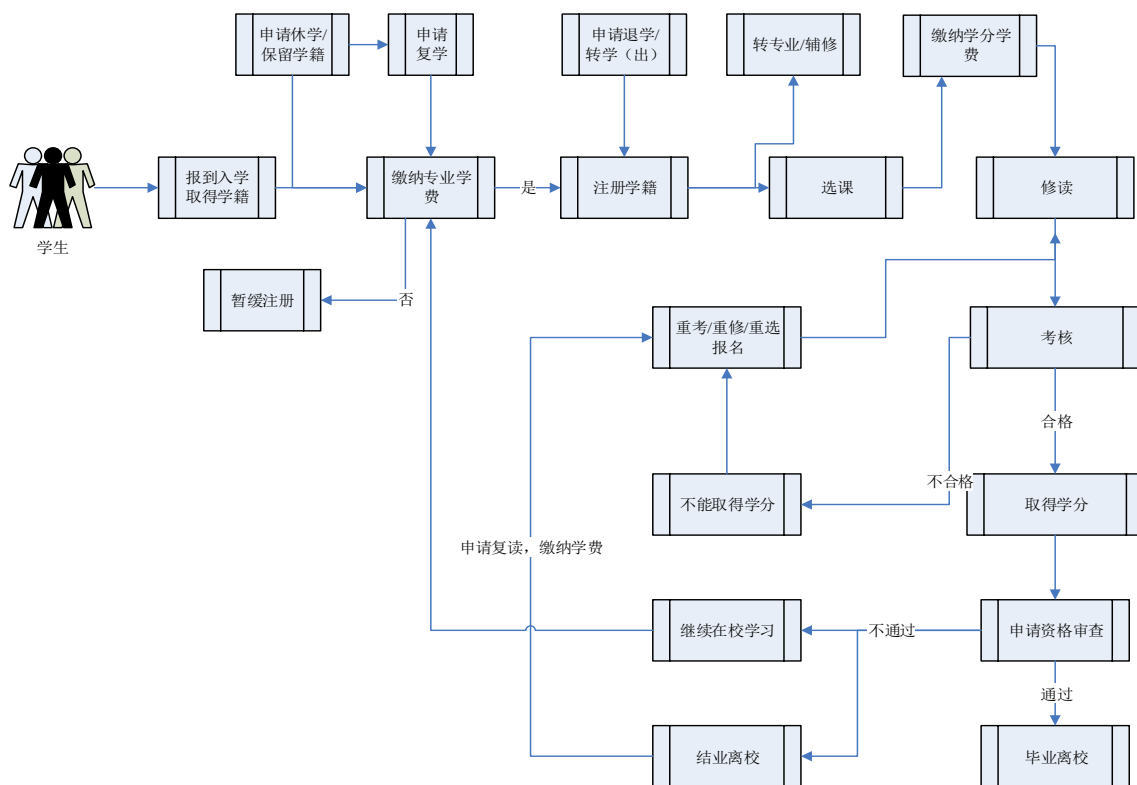 申请休学/
保留学籍
申请
复学
申请退学/
转学（出）
转专业/辅修
缴纳学分学
费
学生
报到入学
取得学籍
缴纳专业学
费
是
注册学籍
选课
修读
暂缓注册
否
重考/重修/重选
报名
考核
合格
不合格
不能取得学分
取得学分
申请复读，缴纳学费
继续在校学习
不通过
申请资格审查
通过
结业离校
毕业离校